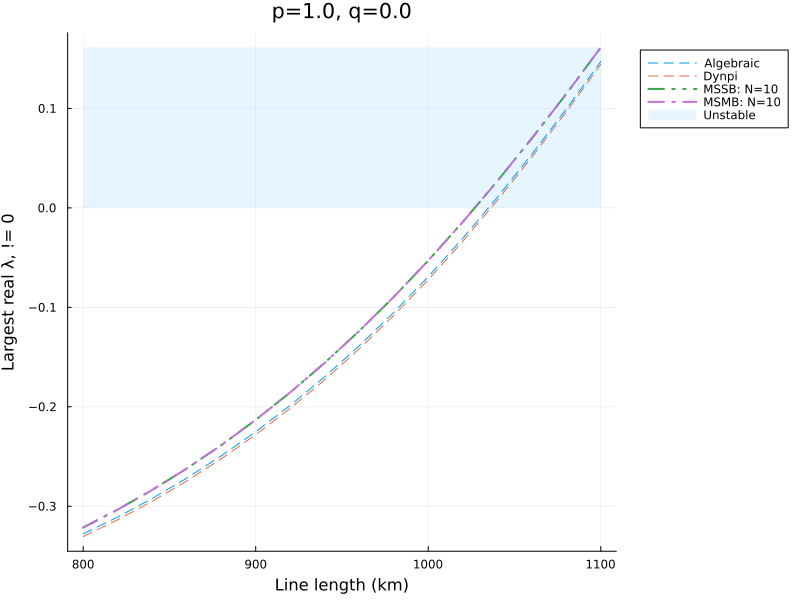 p=1.0, q=0.0
Algebraic
Dynpi
MSSB: N=10
MSMB: N=10
Unstable
Largest real λ, != 0
0.1
0.0
−0.1
−0.2
−0.3
800
900
1000
1100
Line length (km)